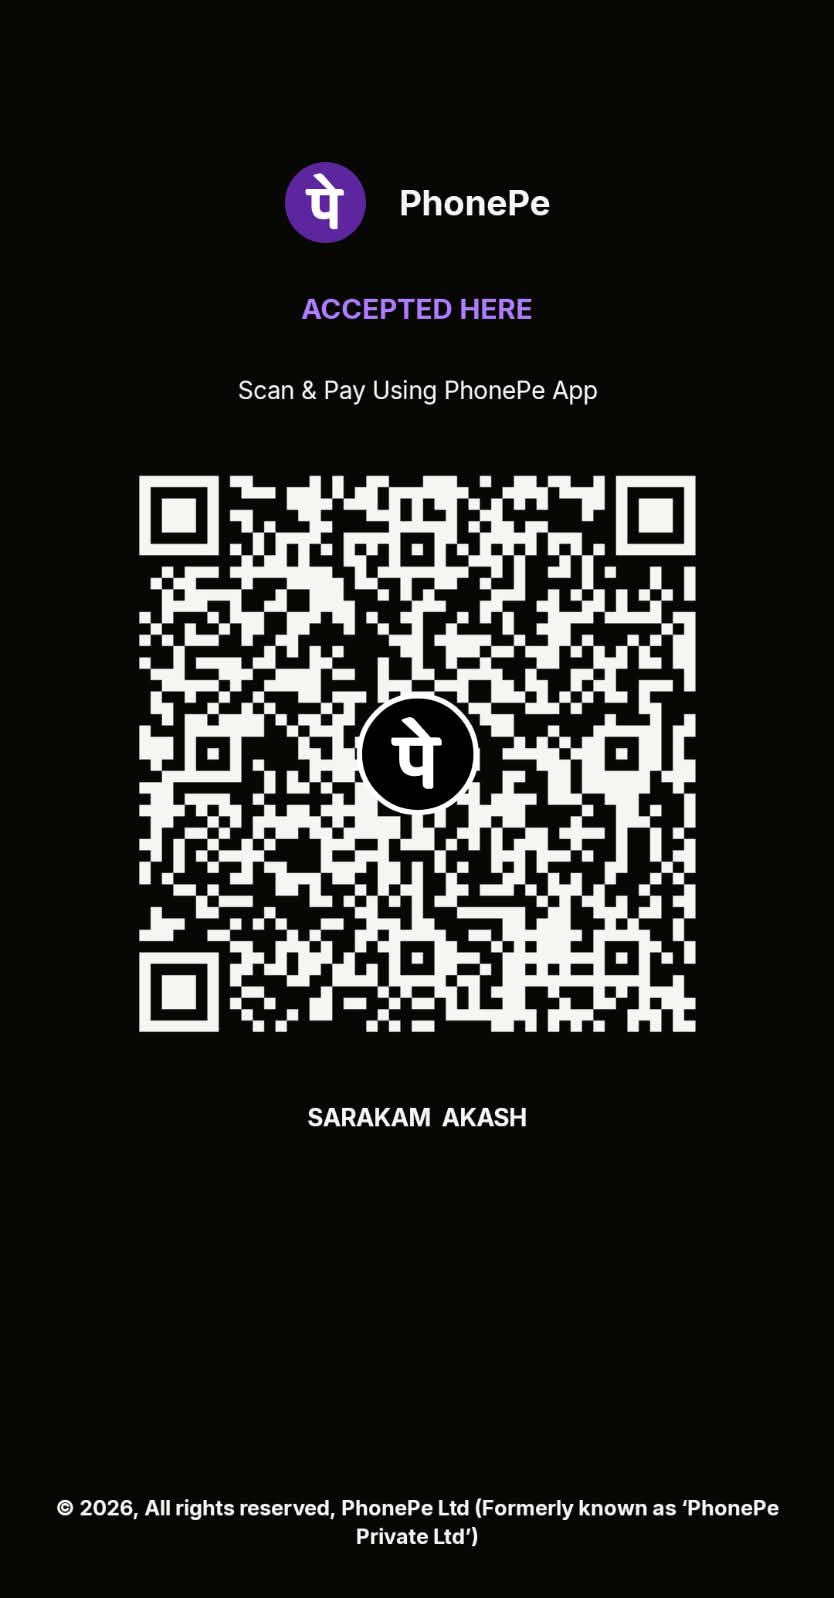 पे
PhonePe
ACCEPTED HERE
Scan & Pay Using PhonePe App
पे
SARAKAM AKASH
© 2026, All rights reserved, PhonePe Ltd (Formerly known as ‘PhonePe
Private Ltd’)